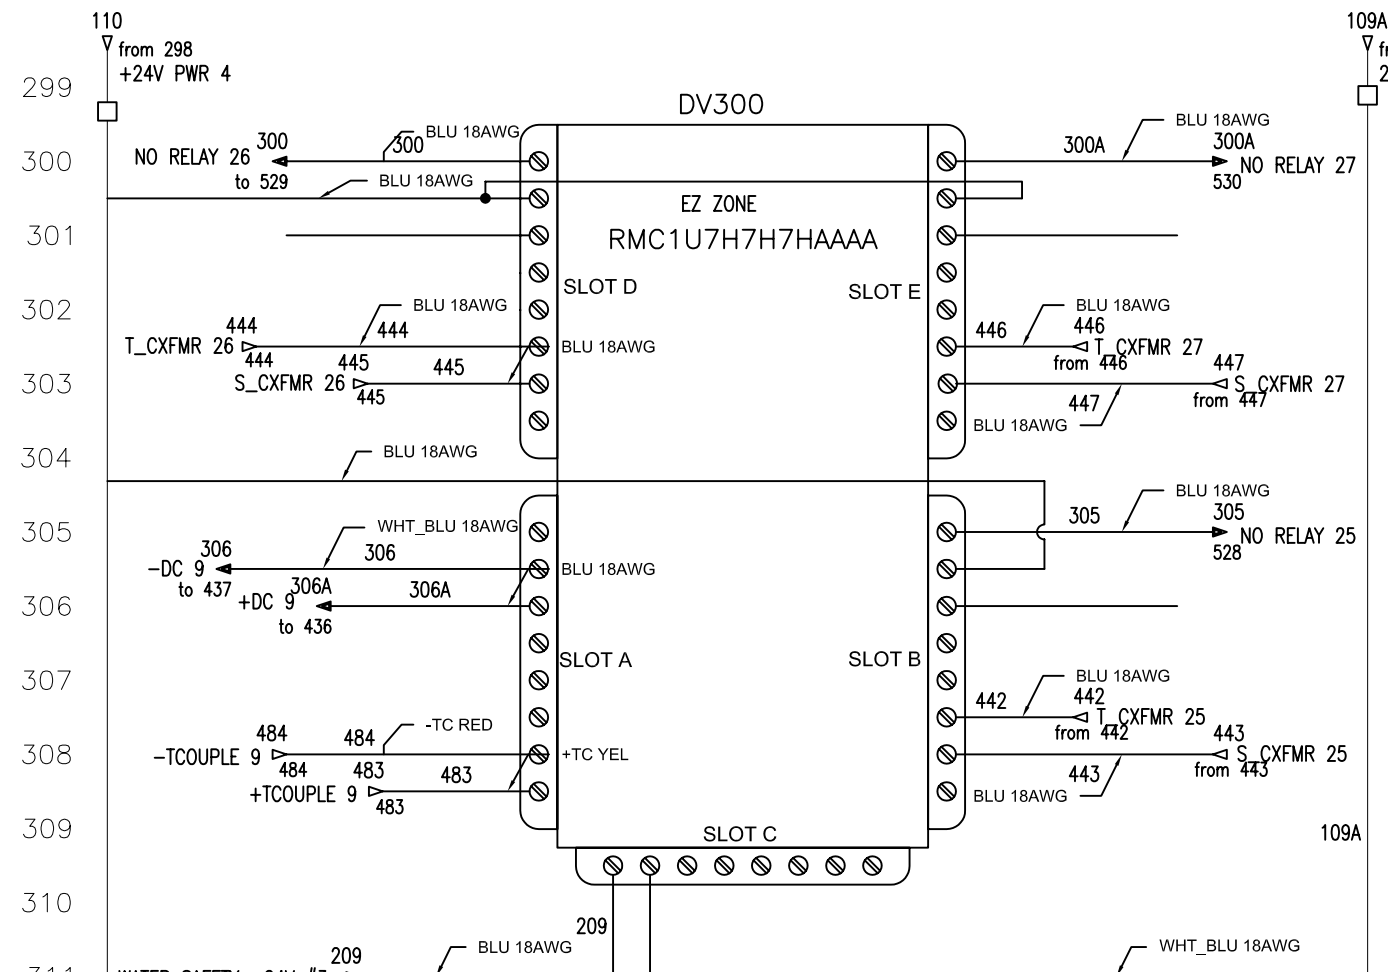 110
109A
from 298
+24V PWR 4
299
DV300
BLU 18AWG
300
300
NO RELAY 26
to 529
BLU 18AWG
300
BLU 18AWG
300A
300A
NO RELAY 27
530
EZ ZONE
RMC1U7H7H7HAAAA
301
SLOT D
SLOT E
302
BLU 18AWG
444
444
T_CXFMR 26
444
BLU 18AWG
BLU 18AWG
446
446
T_CXFMR 27
from 446
303
445
445
S_CXFMR 26
445
447
S_CXFMR 27
from 447
447
BLU 18AWG
304
BLU 18AWG
305
WHT_BLU 18AWG
306
306
-DC 9
to 437
BLU 18AWG
BLU 18AWG
305
305
NO RELAY 25
528
306
306A
306A
+DC 9
to 436
307
SLOT A
SLOT B
BLU 18AWG
442
442
T_CXFMR 25
from 442
308
-TC RED
484
484
-TCOUPLE 9
484
+TC YEL
483
483
+TCOUPLE 9
483
443
S_CXFMR 25
from 443
443
BLU 18AWG
309
SLOT C
109A
310
209
209
BLU 18AWG
WHT_BLU 18AWG